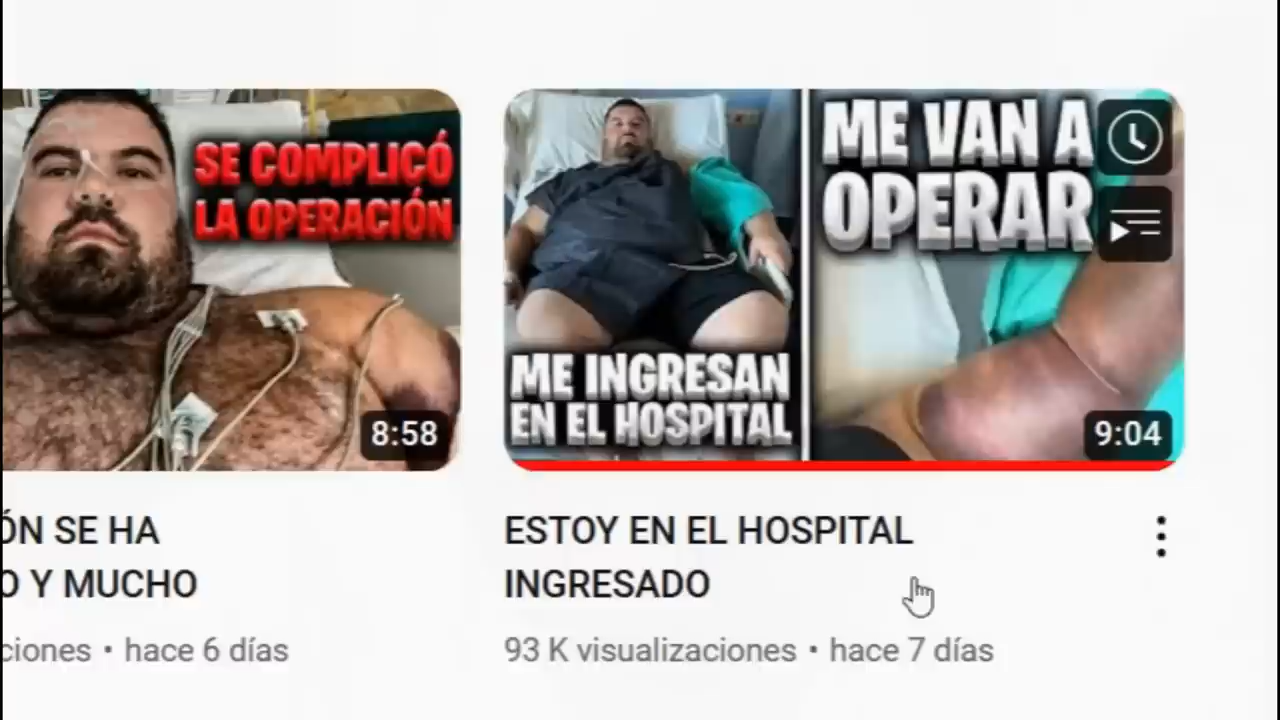 SE COMPLICÓ
LA OPERACIÓN
8:58
ÓN SE HA
O Y MUCHO
ciones • hace 6 días
ME INGRESAN
EN EL HOSPITAL
ME VAN A
OPERAR
9:04
ESTOY EN EL HOSPITAL
INGRESADO
93 K visualizaciones • hace 7 días